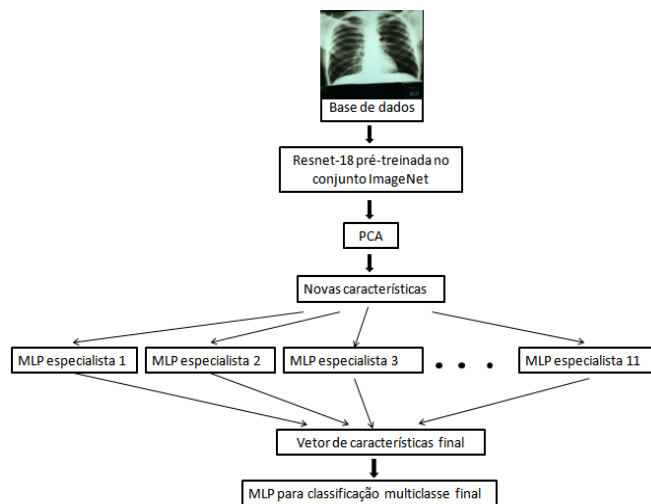 Base de dados
Resnet-18 pré-treinada no
conjunto ImageNet
PCA
Novas características
MLP especialista 1
MLP especialista 2
MLP especialista 3
MLP especialista 11
Vetor de características final
MLP para classificação multiclasse final